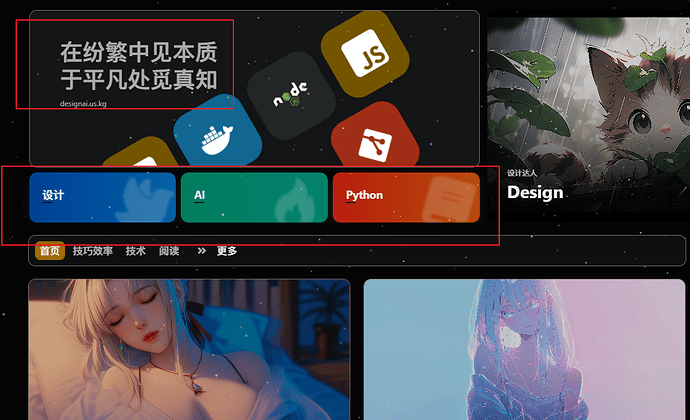 在纷繁中见本质
于平凡处觅真知
designai.us.kg
JS
node
设计
AI
Python
设计达人
Design
首页 技巧效率 技术 阅读 >> 更多